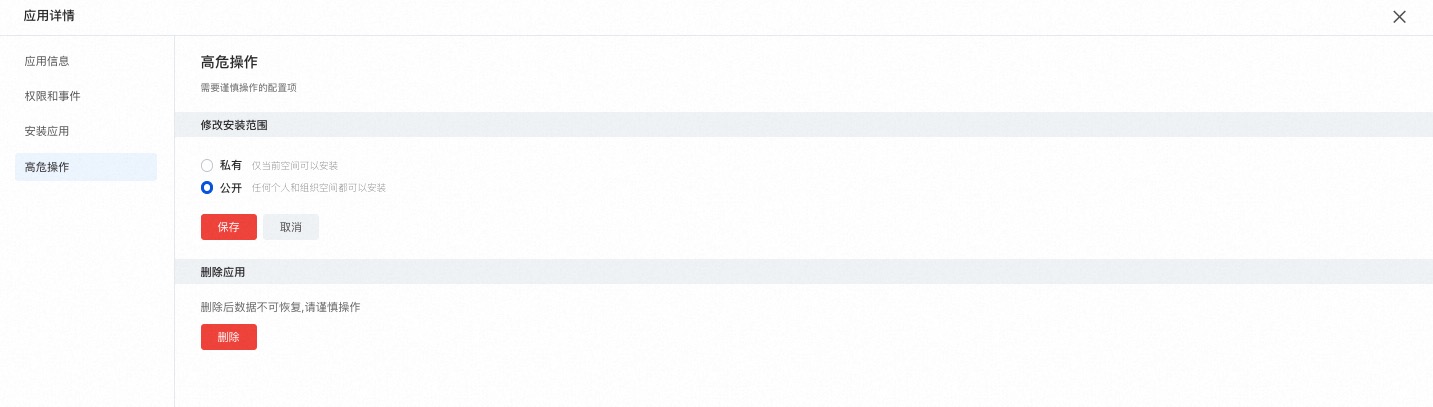 应用详情
应用信息
权限和事件
安装应用
高危操作
高危操作
需要谨慎操作的配置项
修改安装范围
私有 仅当前空间可以安装
公开 任何个人和组织空间都可以安装
保存 取消
删除应用
删除后数据不可恢复,请谨慎操作
删除